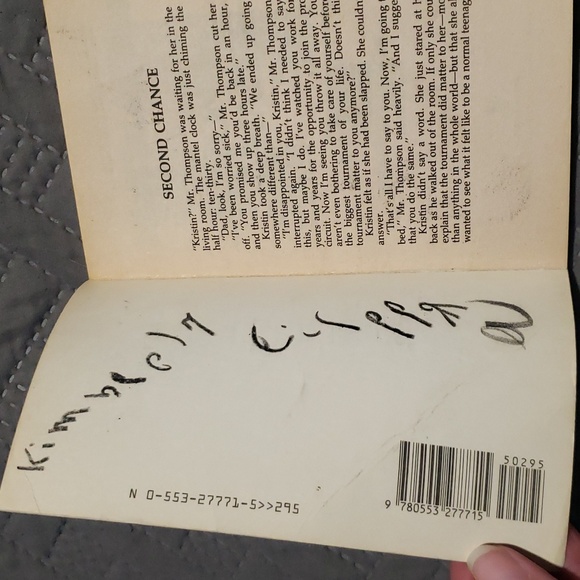 SECOND CHANCE
"Kristin?" Mr. Thompson was waiting for her in the
living room. The mantel clock was just chiming the
half hour, ten-thirty.
"Dad, look, I'm so sorry—"
"I've been worried sick," Mr. Thompson cut her
off. "You promised me you'd be back in an hour,
and then you show up three hours late."
Kristin took a deep breath. "We ended up going
somewhere different than—"
"I'm disappointed in you, Kristin," Mr. Thompson
interrupted again. "I didn't think I needed to say
this, but maybe I do. I've watched you work for
years and years for the opportunity to join the pro
circuit. Now I'm seeing you throw it all away. You
aren't even bothering to take care of yourself before
the biggest tournament of your life. Doesn't thi
tournament matter to you anymore?"
Kristin felt as if she had been slapped. She couldn
answer.
"That's all I have to say to you. Now, I'm going
bed," Mr. Thompson said heavily. "And I sugge
that you do the same."
Kristin didn't say a word. She just stared at
back as he walked out of the room. If only she cou
explain that the tournament did matter to her—mo
than anything in the whole world—but that she al
wanted to see what it felt like to be a normal teenag
Kimberly
N 0-553-27771-5>>295
50295
9 780553 277715